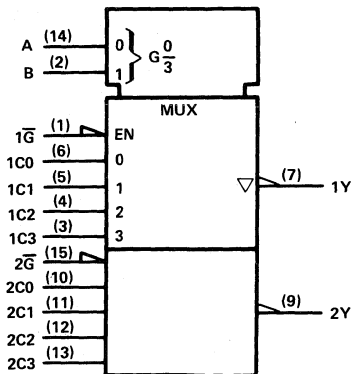 A (14) 0 } G 0/3
B (2) 1
MUX
1G̅ (1) EN
1C0 (6) 0
1C1 (5) 1
1C2 (4) 2
1C3 (3) 3
▽ (7) 1Y
2G̅ (15)
2C0 (10)
2C1 (11)
2C2 (12)
2C3 (13)
(9) 2Y